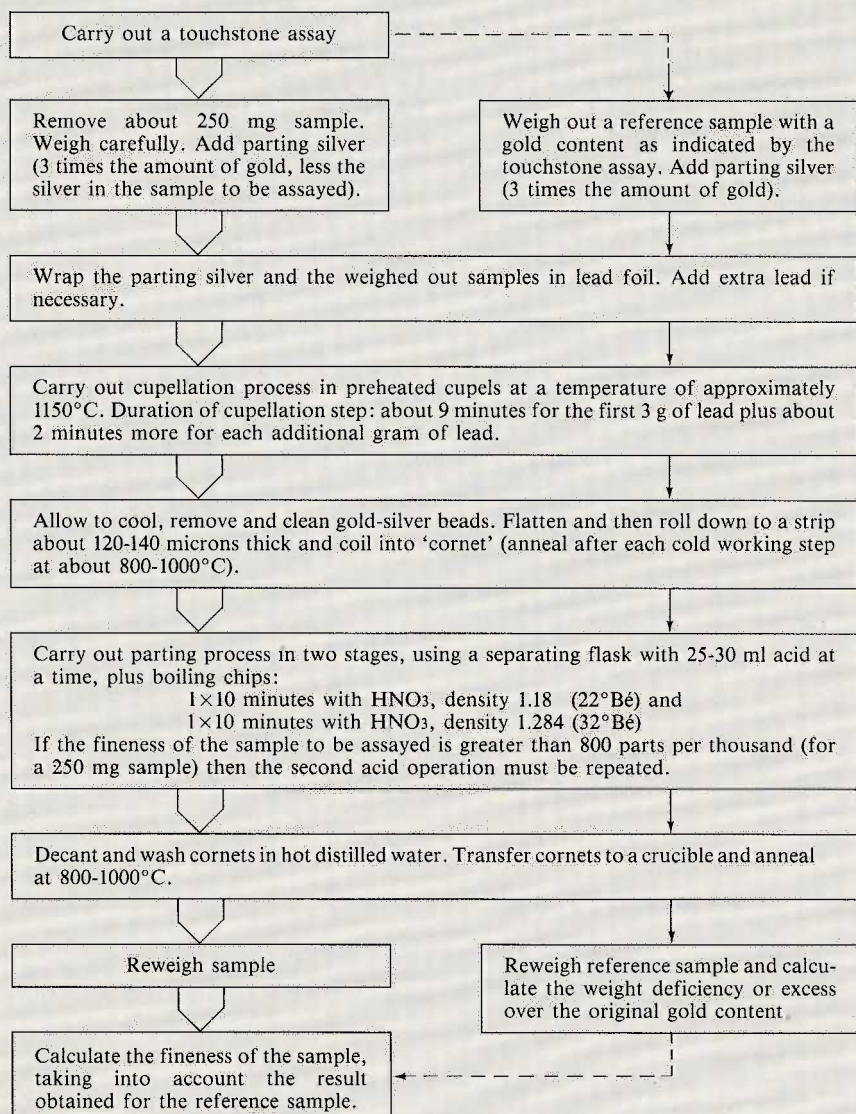 Carry out a touchstone assay
Remove about 250 mg sample.
Weigh carefully. Add parting silver
(3 times the amount of gold, less the
silver in the sample to be assayed).
Weigh out a reference sample with a
gold content as indicated by the
touchstone assay. Add parting silver
(3 times the amount of gold).
Wrap the parting silver and the weighed out samples in lead foil. Add extra lead if
necessary.
Carry out cupellation process in preheated cupels at a temperature of approximately
1150°C. Duration of cupellation step: about 9 minutes for the first 3 g of lead plus about
2 minutes more for each additional gram of lead.
Allow to cool, remove and clean gold-silver beads. Flatten and then roll down to a strip
about 120-140 microns thick and coil into ‘cornet’ (anneal after each cold working step
at about 800-1000°C).
Carry out parting process in two stages, using a separating flask with 25-30 ml acid at
a time, plus boiling chips:
1×10 minutes with HNO3, density 1.18 (22°Bé) and
1×10 minutes with HNO3, density 1.284 (32°Bé)
If the fineness of the sample to be assayed is greater than 800 parts per thousand (for
a 250 mg sample) then the second acid operation must be repeated.
Decant and wash cornets in hot distilled water. Transfer cornets to a crucible and anneal
at 800-1000°C.
Reweigh sample
Reweigh reference sample and calcu-
late the weight deficiency or excess
over the original gold content
Calculate the fineness of the sample,
taking into account the result
obtained for the reference sample.